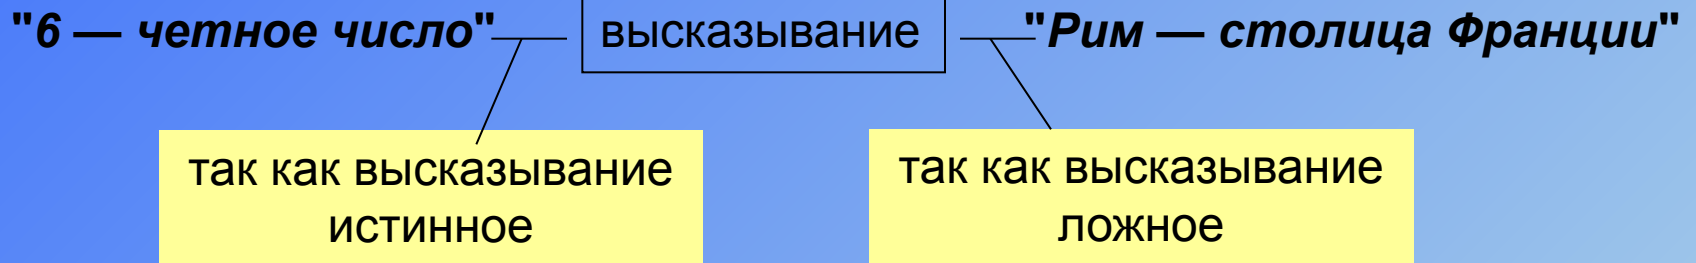 "6 — четное число" высказывание "Рим — столица Франции"
так как высказывание
истинное
так как высказывание
ложное